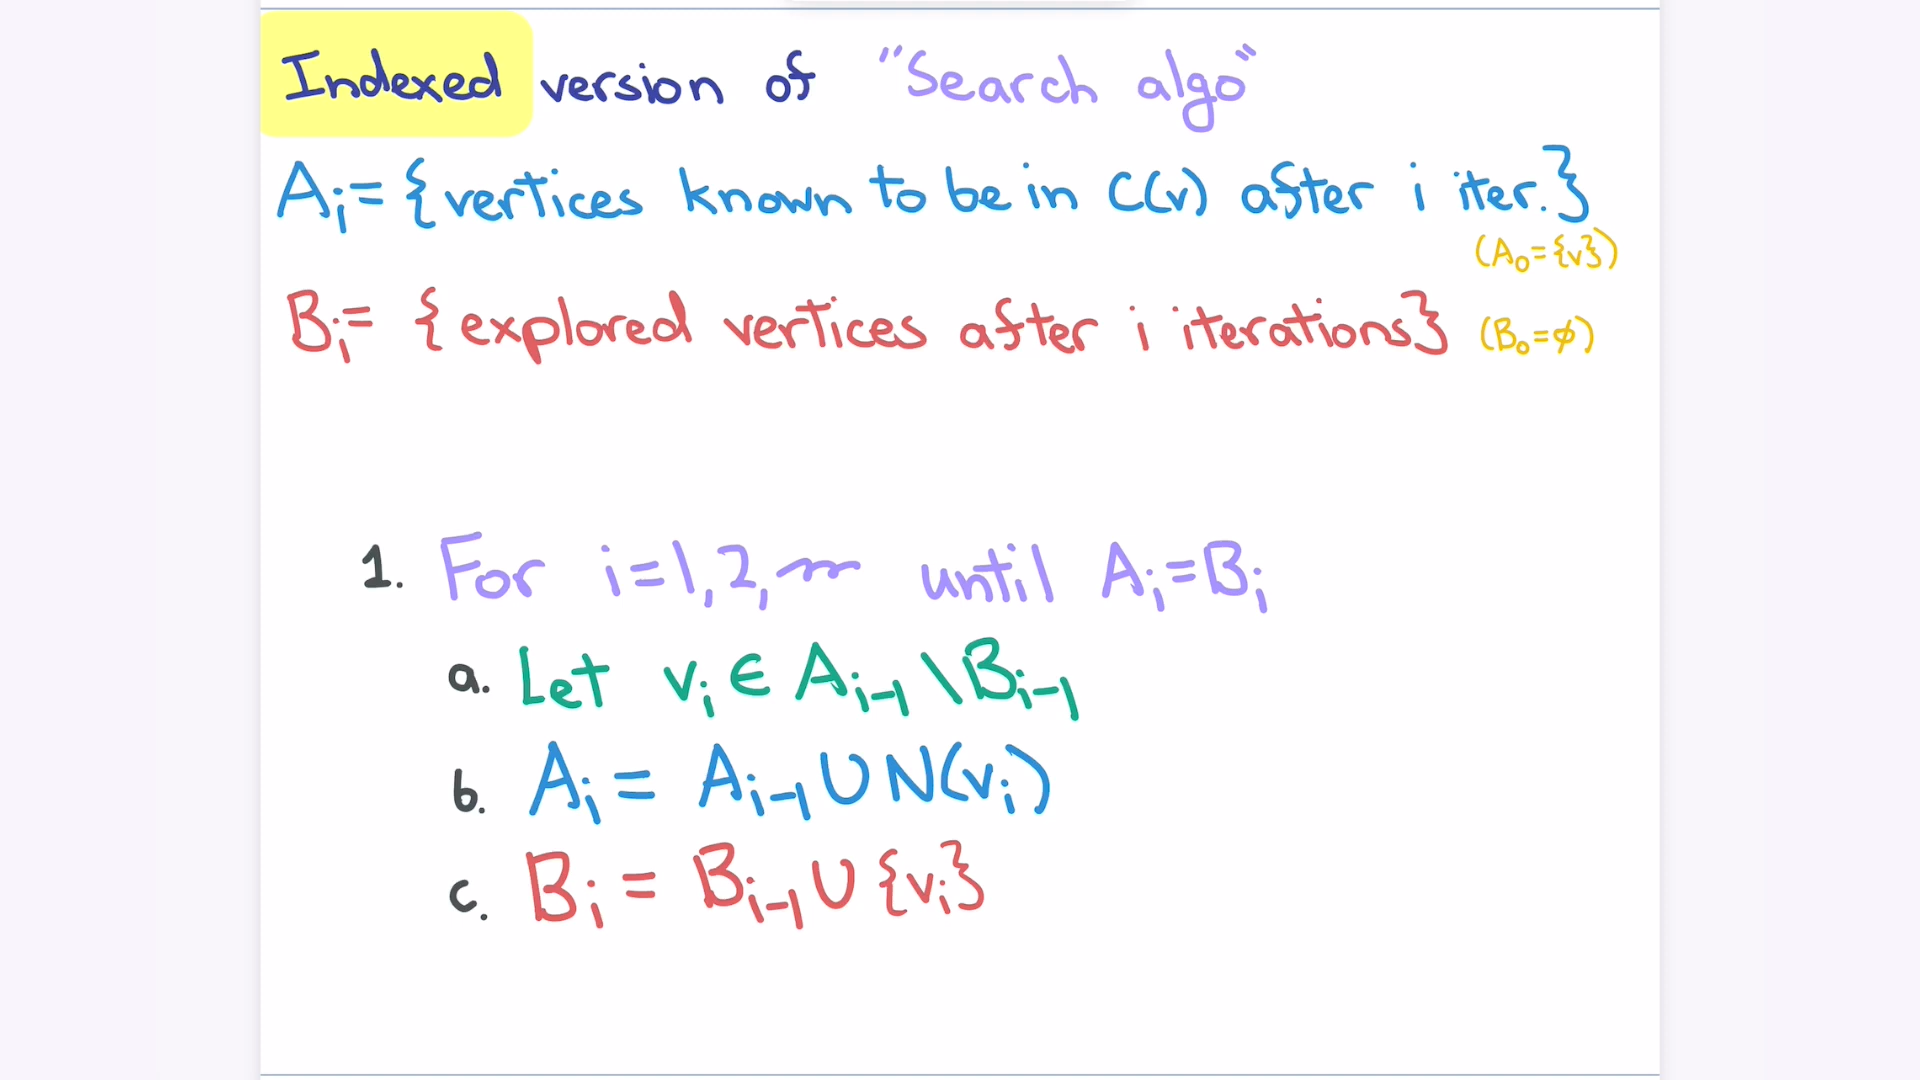 Indexed version of "Search algo"
Aᵢ = {vertices known to be in C(v) after i iter.}
(A₀={v})
Bᵢ = {explored vertices after i iterations} (B₀=∅)
1. For i=1,2,... until Aᵢ=Bᵢ
a. Let vᵢ ∈ Aᵢ₋₁ \ Bᵢ₋₁
b. Aᵢ = Aᵢ₋₁ ∪ N(vᵢ)
c. Bᵢ = Bᵢ₋₁ ∪ {vᵢ}